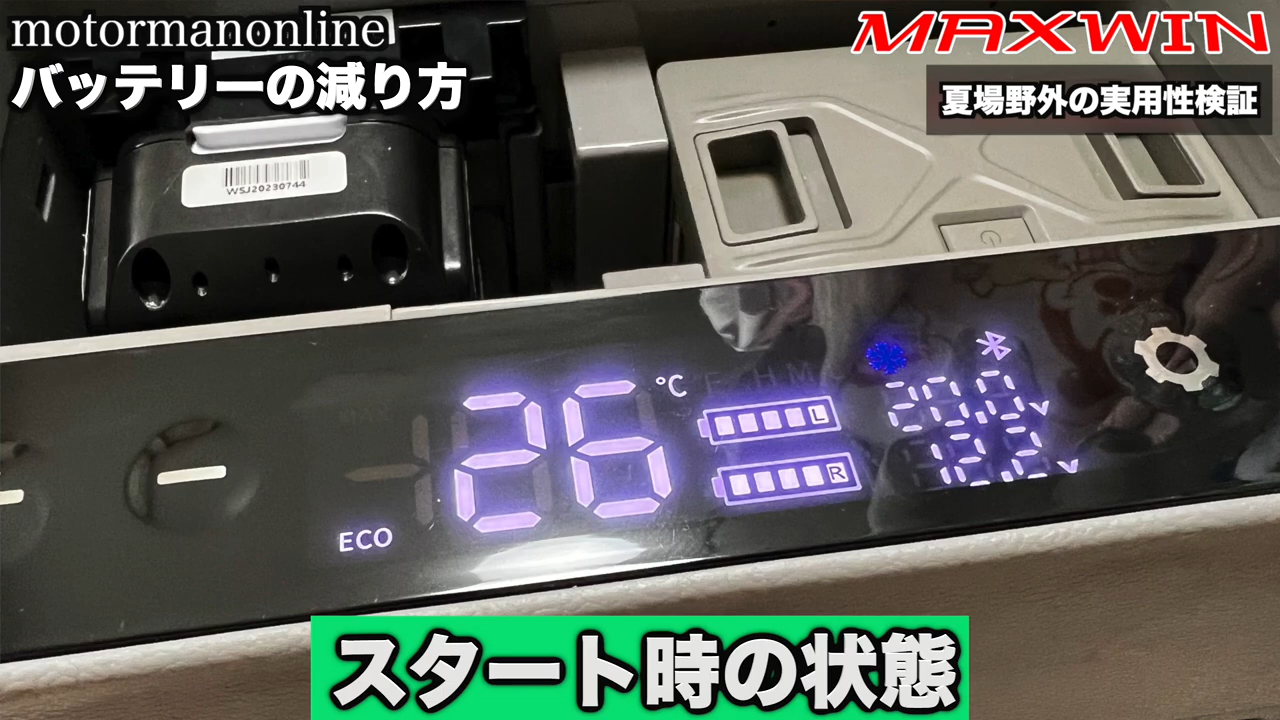 motormanonline
バッテリーの減り方
MAXWIN
夏場野外の実用性検証
WSJ20230744
26 ℃
L
R
ECO
スタート時の状態